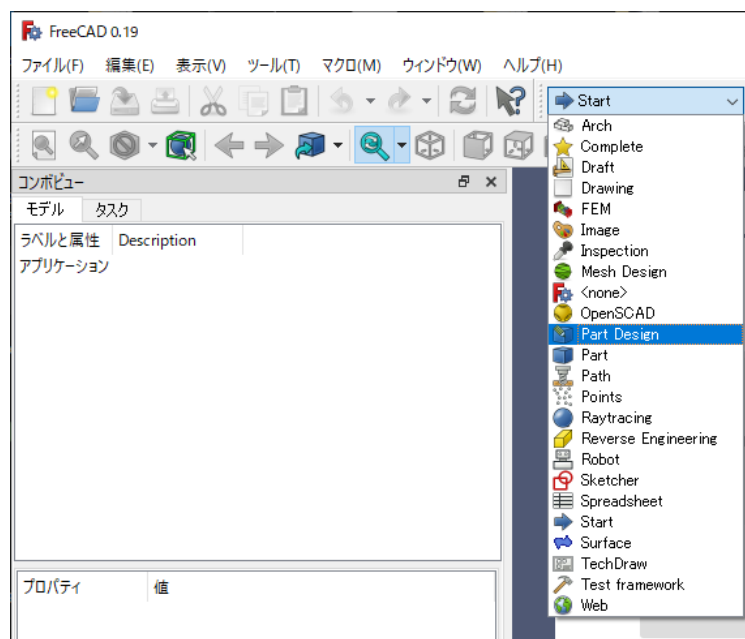 FreeCAD 0.19
ファイル(F) 編集(E) 表示(V) ツール(T) マクロ(M) ウィンドウ(W) ヘルプ(H)
Start
Arch
Complete
Draft
Drawing
FEM
Image
Inspection
Mesh Design
<none>
OpenSCAD
Part Design
Part
Path
Points
Raytracing
Reverse Engineering
Robot
Sketcher
Spreadsheet
Start
Surface
TechDraw
Test framework
Web
コンボビュー
モデル タスク
ラベルと属性 Description
アプリケーション
プロパティ 値